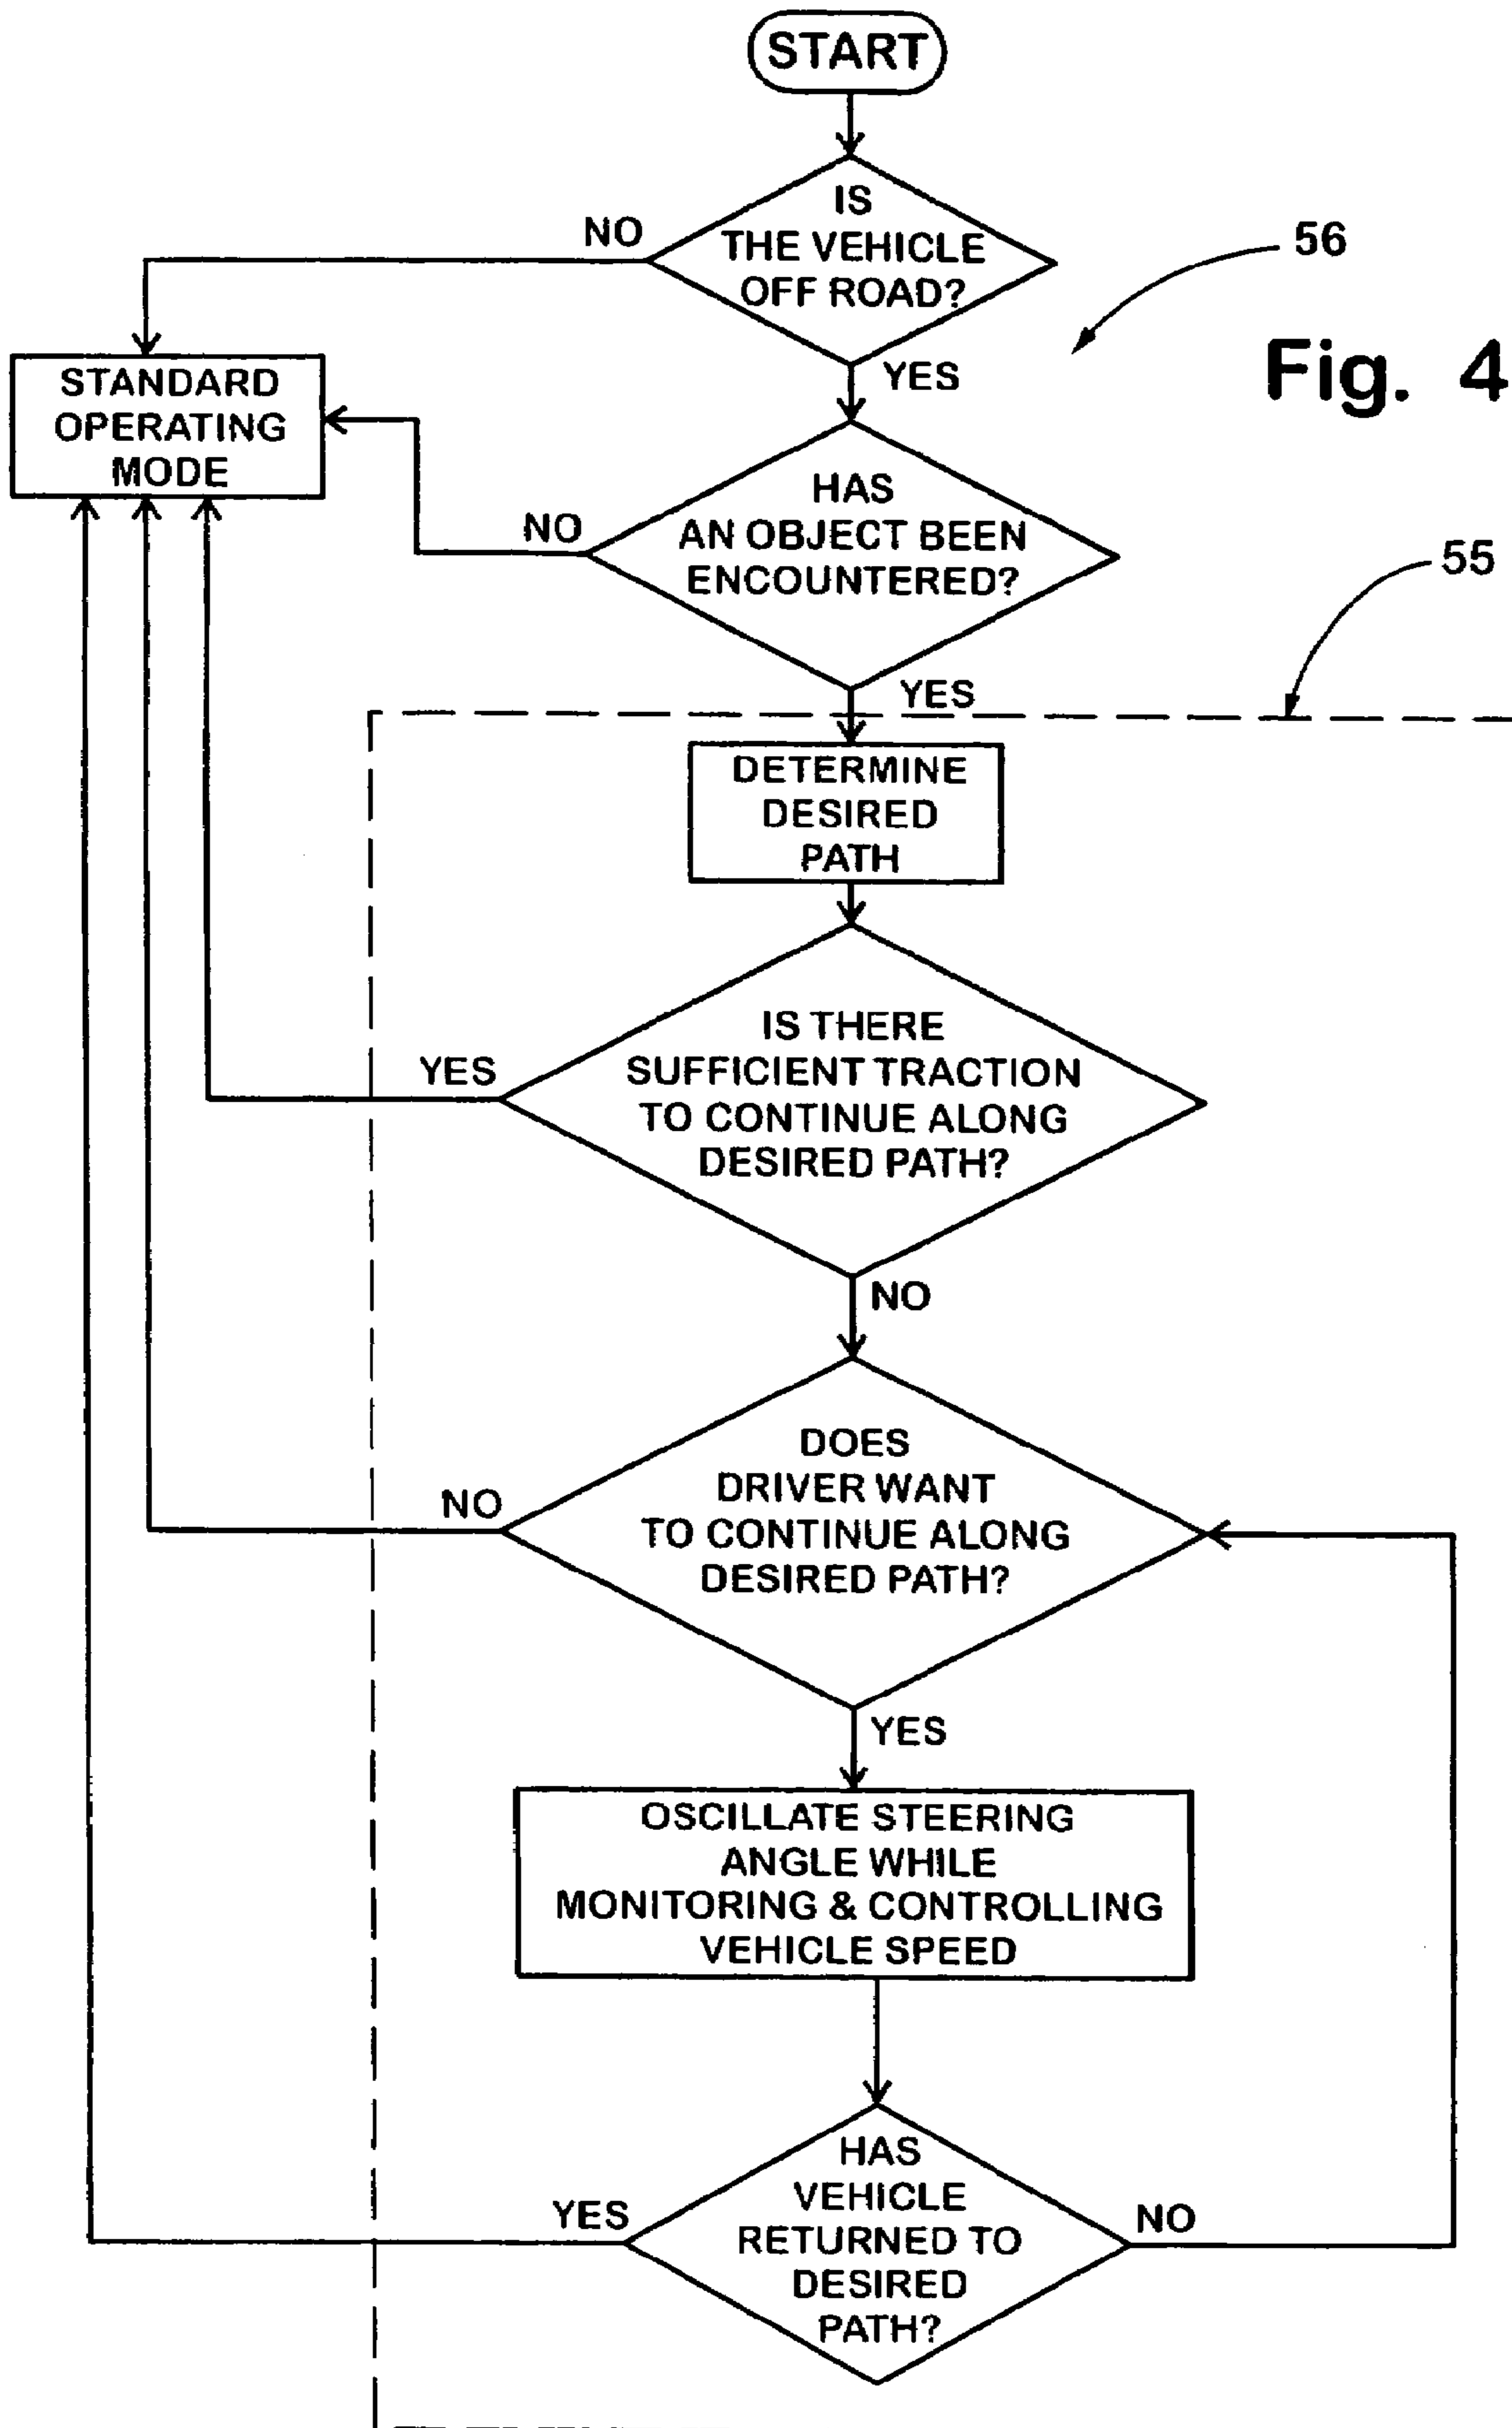 START
IS
THE VEHICLE
OFF ROAD?
NO
YES
56
Fig. 4
STANDARD
OPERATING
MODE
HAS
AN OBJECT BEEN
ENCOUNTERED?
NO
YES
55
DETERMINE
DESIRED
PATH
IS THERE
SUFFICIENT TRACTION
TO CONTINUE ALONG
DESIRED PATH?
YES
NO
DOES
DRIVER WANT
TO CONTINUE ALONG
DESIRED PATH?
NO
YES
OSCILLATE STEERING
ANGLE WHILE
MONITORING & CONTROLLING
VEHICLE SPEED
HAS
VEHICLE
RETURNED TO
DESIRED
PATH?
YES
NO